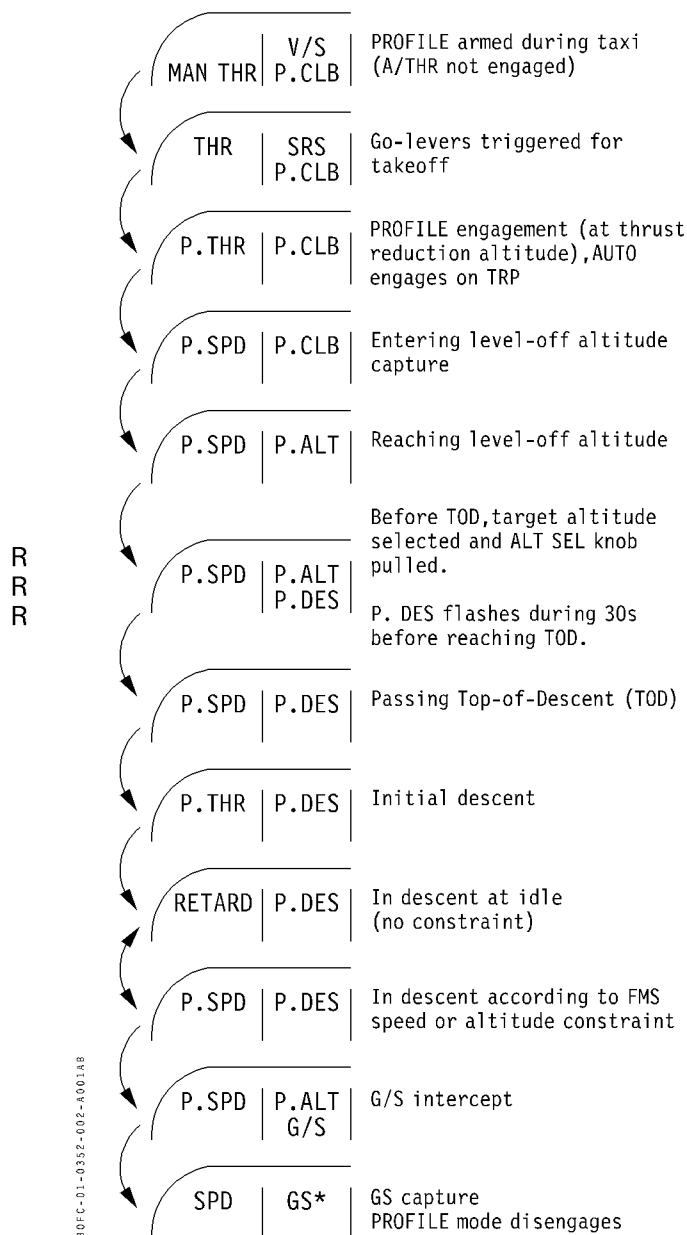 MAN THR
V/S
P.CLB
PROFILE armed during taxi
(A/THR not engaged)
THR
SRS
P.CLB
Go-levers triggered for
takeoff
P.THR
P.CLB
PROFILE engagement (at thrust
reduction altitude),AUTO
engages on TRP
P.SPD
P.CLB
Entering level-off altitude
capture
P.SPD
P.ALT
Reaching level-off altitude
R
R
R
P.SPD
P.ALT
P.DES
Before TOD,target altitude
selected and ALT SEL knob
pulled.
P. DES flashes during 30s
before reaching TOD.
P.SPD
P.DES
Passing Top-of-Descent (TOD)
P.THR
P.DES
Initial descent
RETARD
P.DES
In descent at idle
(no constraint)
P.SPD
P.DES
In descent according to FMS
speed or altitude constraint
P.SPD
P.ALT
G/S
G/S intercept
SPD
GS*
GS capture
PROFILE mode disengages
0FC-01-0352-002-A001AB